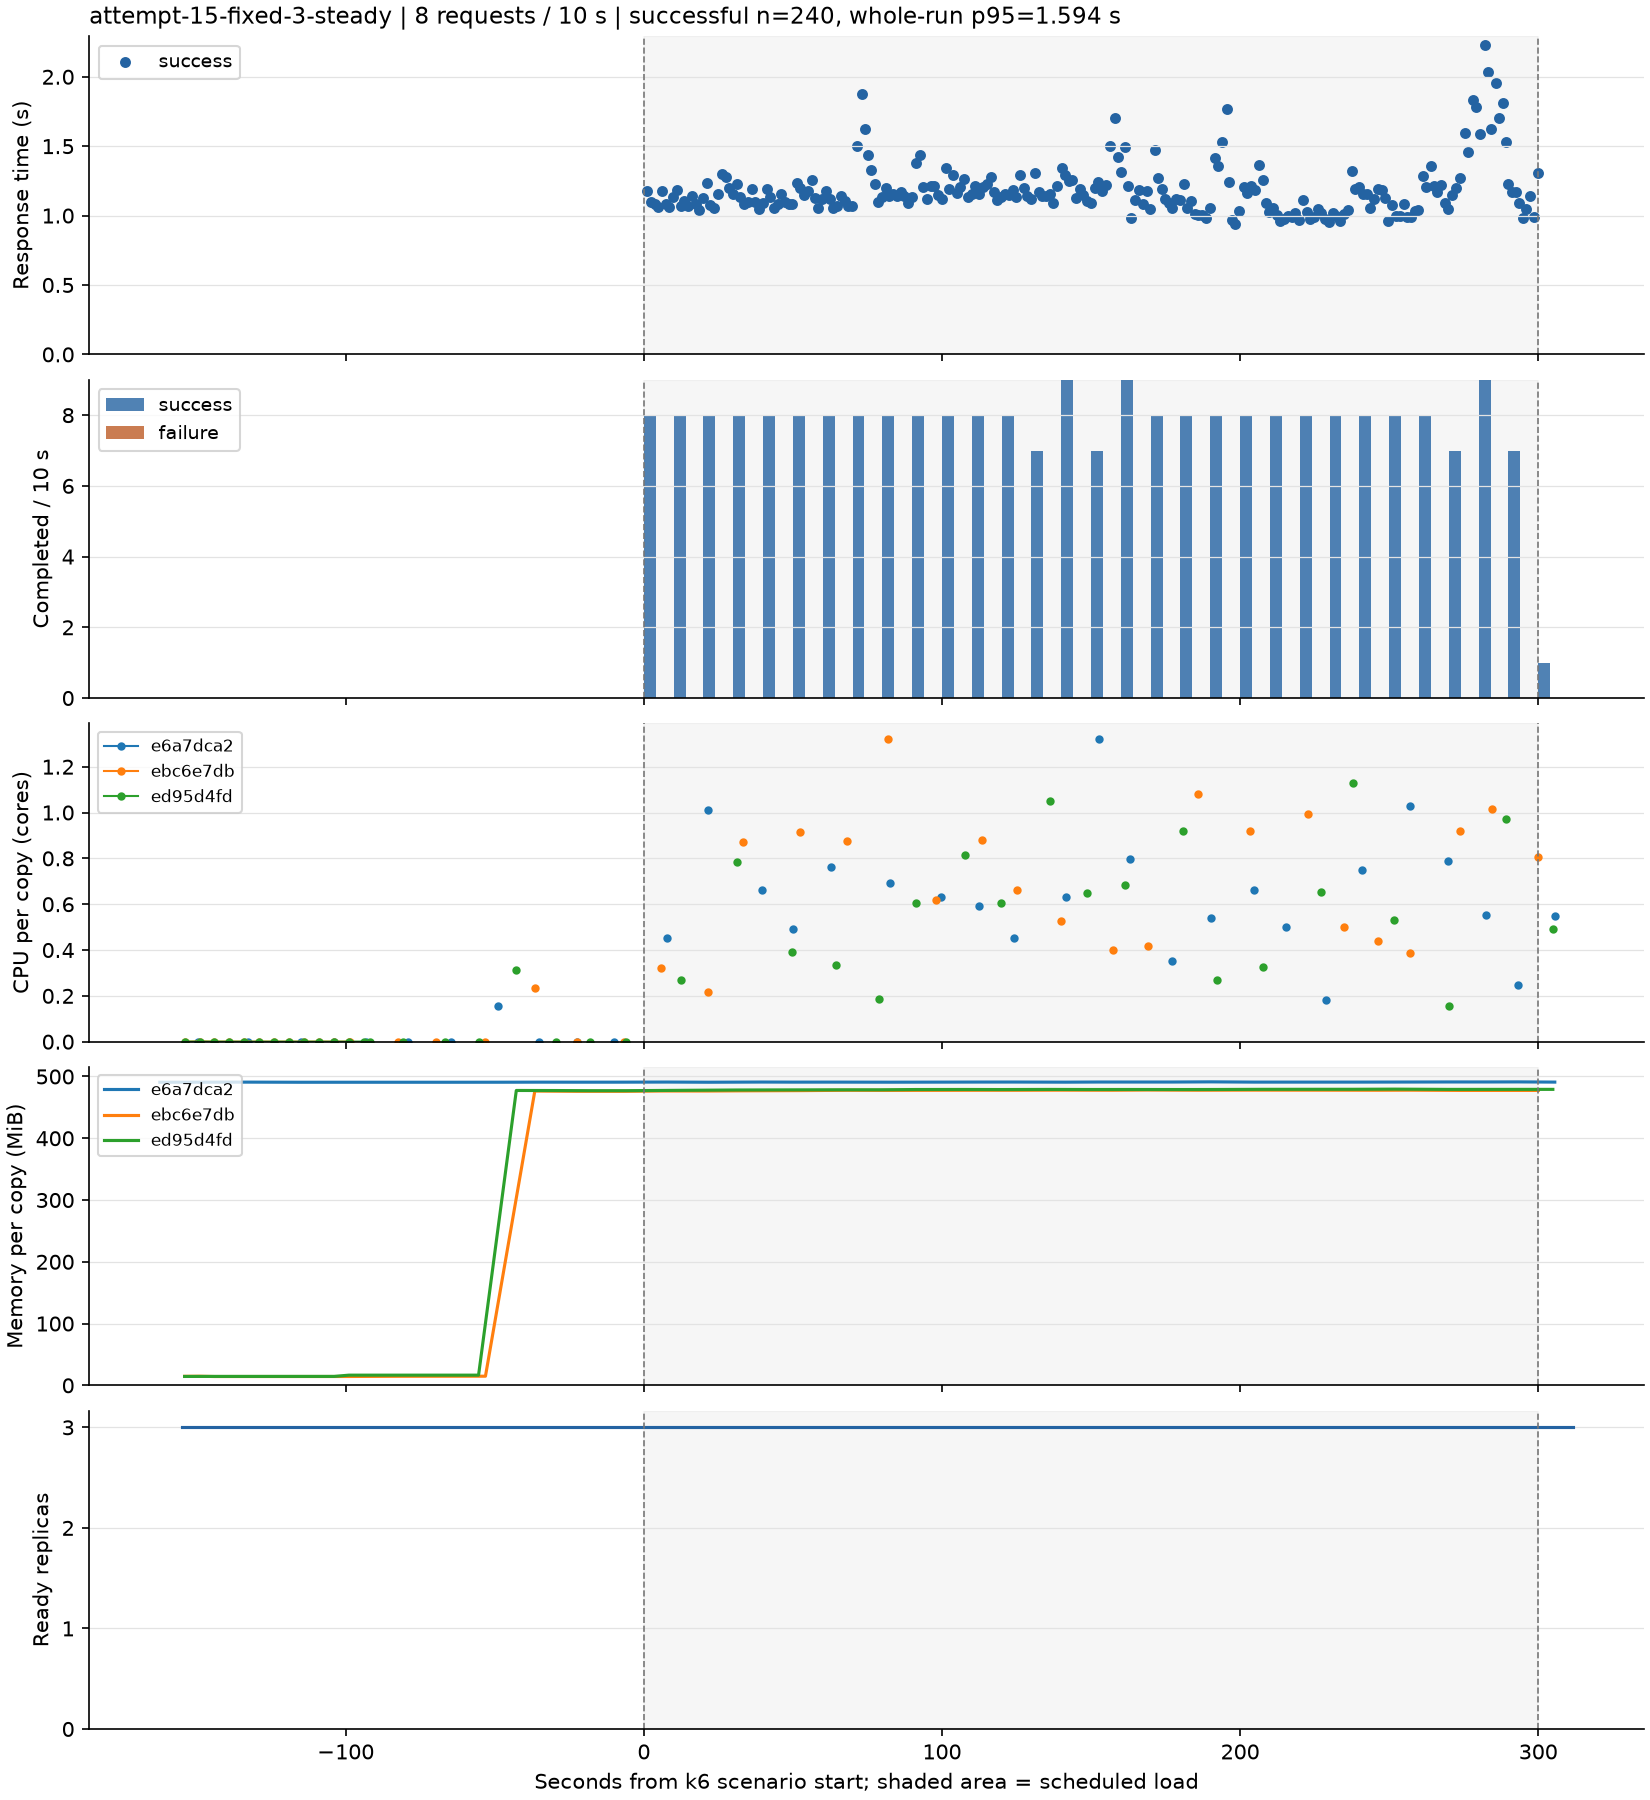 attempt-15-fixed-3-steady | 8 requests / 10 s | successful n=240, whole-run p95=1.594 s
Response time (s)
2.0
1.5
1.0
0.5
0.0
success
Completed / 10 s
8
6
4
2
0
success
failure
CPU per copy (cores)
1.2
1.0
0.8
0.6
0.4
0.2
0.0
e6a7dca2
ebc6e7db
ed95d4fd
Memory per copy (MiB)
500
400
300
200
100
0
e6a7dca2
ebc6e7db
ed95d4fd
Ready replicas
3
2
1
0
−100
0
100
200
300
Seconds from k6 scenario start; shaded area = scheduled load